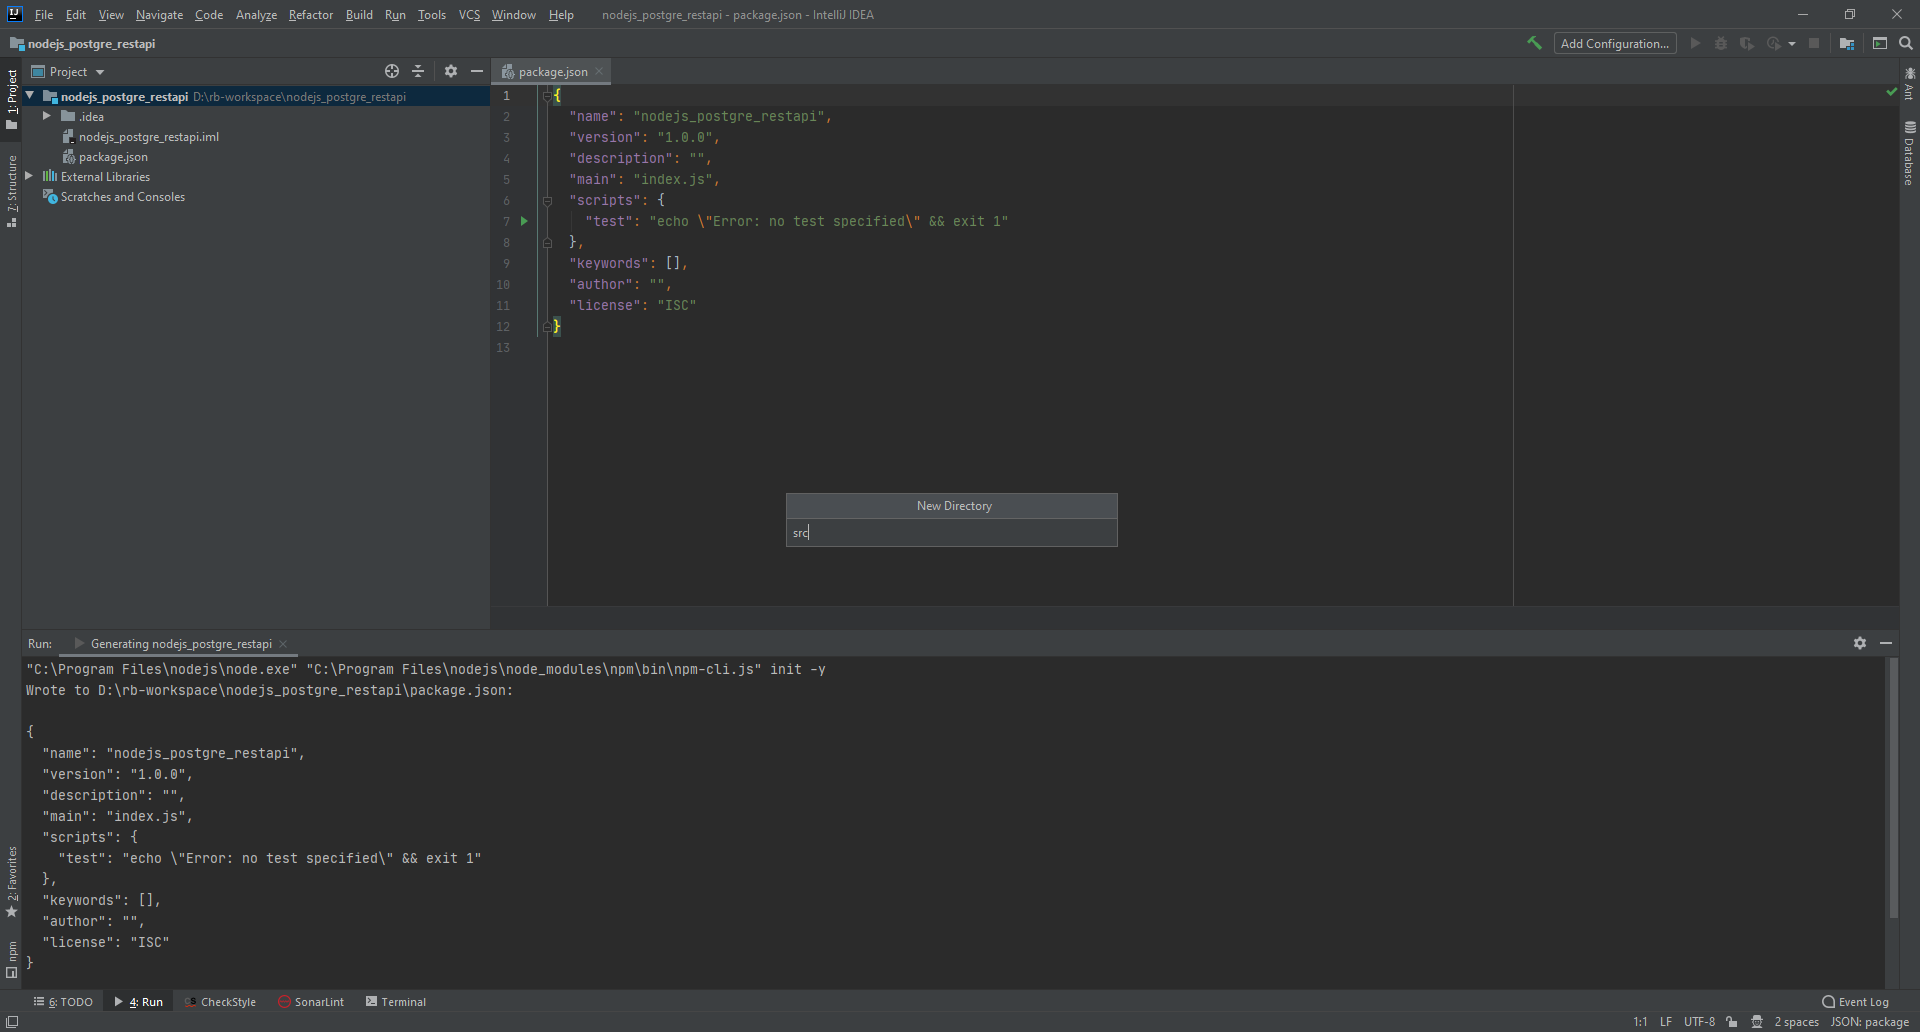 File Edit View Navigate Code Analyze Refactor Build Run Tools VCS Window Help nodejs_postgre_restapi - package.json - IntelliJ IDEA
nodejs_postgre_restapi
Add Configuration...
Project
package.json
1: Project
7: Structure
2: Favorites
npm
nodejs_postgre_restapi D:\rb-workspace\nodejs_postgre_restapi
.idea
nodejs_postgre_restapi.iml
package.json
External Libraries
Scratches and Consoles
1 {
2 "name": "nodejs_postgre_restapi",
3 "version": "1.0.0",
4 "description": "",
5 "main": "index.js",
6 "scripts": {
7 "test": "echo \"Error: no test specified\" && exit 1"
8 },
9 "keywords": [],
10 "author": "",
11 "license": "ISC"
12 }
13
Ant
Database
New Directory
src
Run: Generating nodejs_postgre_restapi
"C:\Program Files\nodejs\node.exe" "C:\Program Files\nodejs\node_modules\npm\bin\npm-cli.js" init -y
Wrote to D:\rb-workspace\nodejs_postgre_restapi\package.json:
{
"name": "nodejs_postgre_restapi",
"version": "1.0.0",
"description": "",
"main": "index.js",
"scripts": {
"test": "echo \"Error: no test specified\" && exit 1"
},
"keywords": [],
"author": "",
"license": "ISC"
}
6: TODO 4: Run CheckStyle SonarLint Terminal Event Log
1:1 LF UTF-8 2 spaces JSON: package